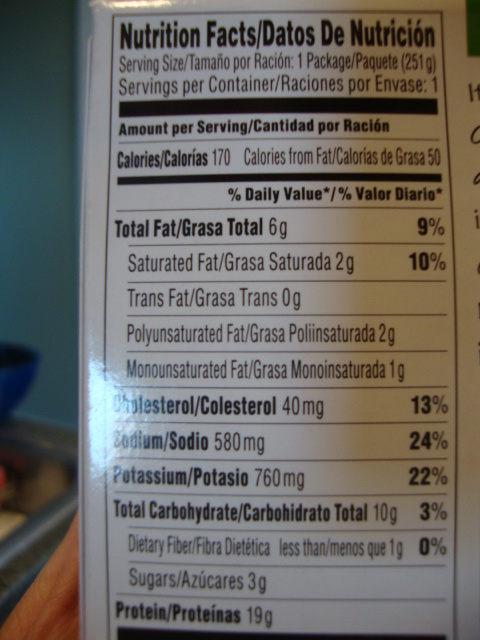 Nutrition Facts/Datos De Nutrición
Serving Size/Tamaño por Ración: 1 Package/Paquete (251 g)
Servings per Container/Raciones por Envase: 1
Amount per Serving/Cantidad por Ración
Calories/Calorías 170 Calories from Fat/Calorías de Grasa 50
% Daily Value*/% Valor Diario*
Total Fat/Grasa Total 6g 9%
Saturated Fat/Grasa Saturada 2g 10%
Trans Fat/Grasa Trans 0g
Polyunsaturated Fat/Grasa Poliinsaturada 2g
Monounsaturated Fat/Grasa Monoinsaturada 1g
Cholesterol/Colesterol 40mg 13%
Sodium/Sodio 580mg 24%
Potassium/Potasio 760mg 22%
Total Carbohydrate/Carbohidrato Total 10g 3%
Dietary Fiber/Fibra Dietética less than/menos que 1g 0%
Sugars/Azúcares 3g
Protein/Proteínas 19g